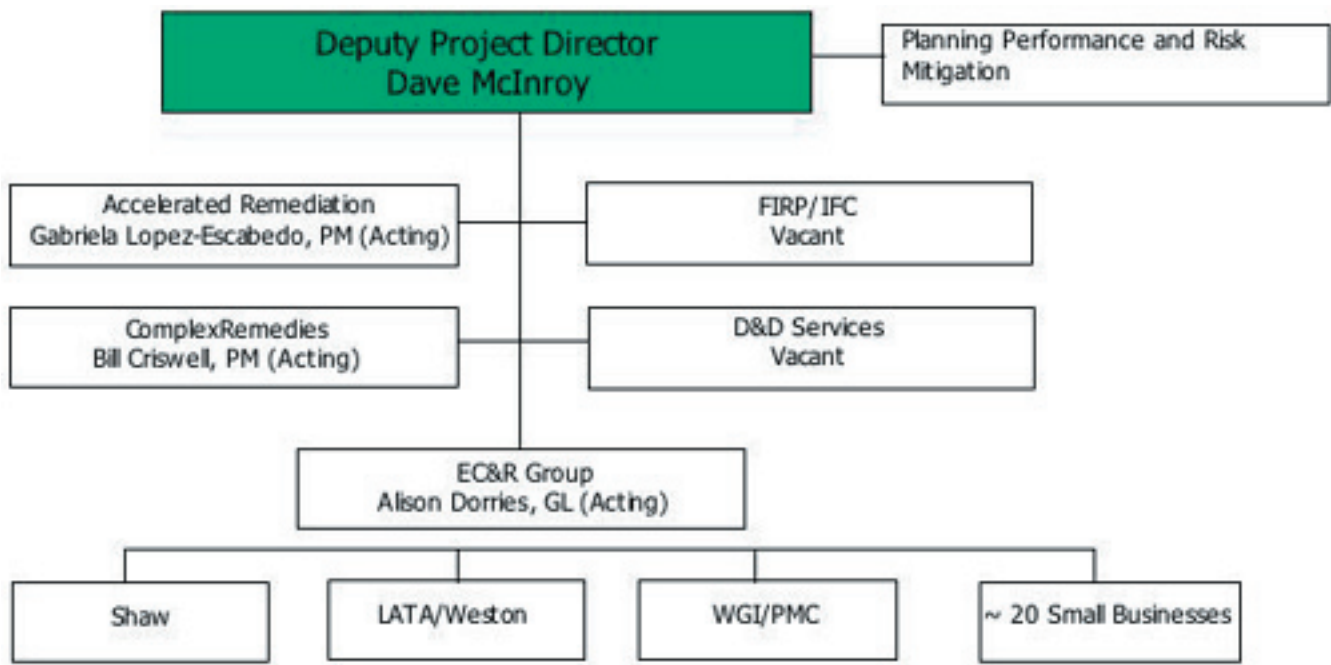 Deputy Project Director
Dave McInroy
Planning Performance and Risk
Mitigation
Accelerated Remediation
Gabriela Lopez-Escabedo, PM (Acting)
FIRP/IFC
Vacant
ComplexRemedies
Bill Criswell, PM (Acting)
D&D Services
Vacant
EC&R Group
Alison Dorries, GL (Acting)
Shaw
LATA/Weston
WGI/PMC
~ 20 Small Businesses